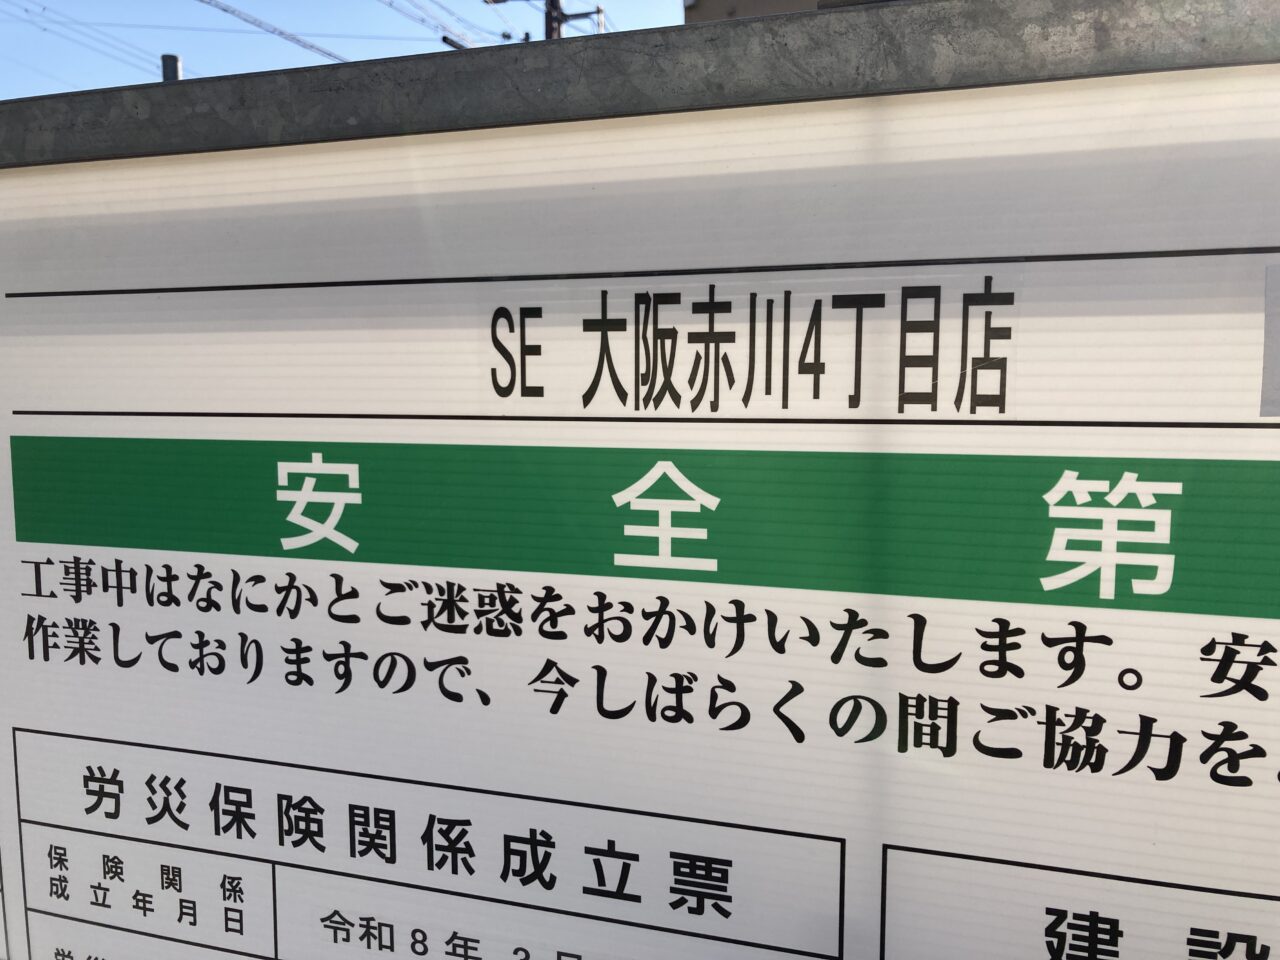 SE 大阪赤川4丁目店
安全第
工事中はなにかとご迷惑をおかけいたします。安
作業しておりますので、今しばらくの間ご協力を
労災保険関係成立票
保険関係
成立年月日
令和8年
建設
労災